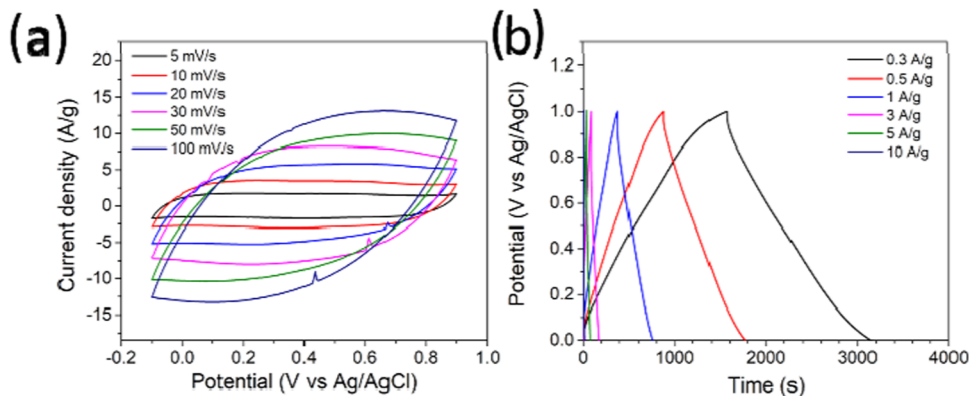 (a)
5 mV/s
10 mV/s
20 mV/s
30 mV/s
50 mV/s
100 mV/s
20
15
10
5
0
-5
-10
-15
Current density (A/g)
-0.2 0.0 0.2 0.4 0.6 0.8 1.0
Potential (V vs Ag/AgCl)
(b)
0.3 A/g
0.5 A/g
1 A/g
3 A/g
5 A/g
10 A/g
1.2
1.0
0.8
0.6
0.4
0.2
0.0
Potential (V vs Ag/AgCl)
0 1000 2000 3000 4000
Time (s)